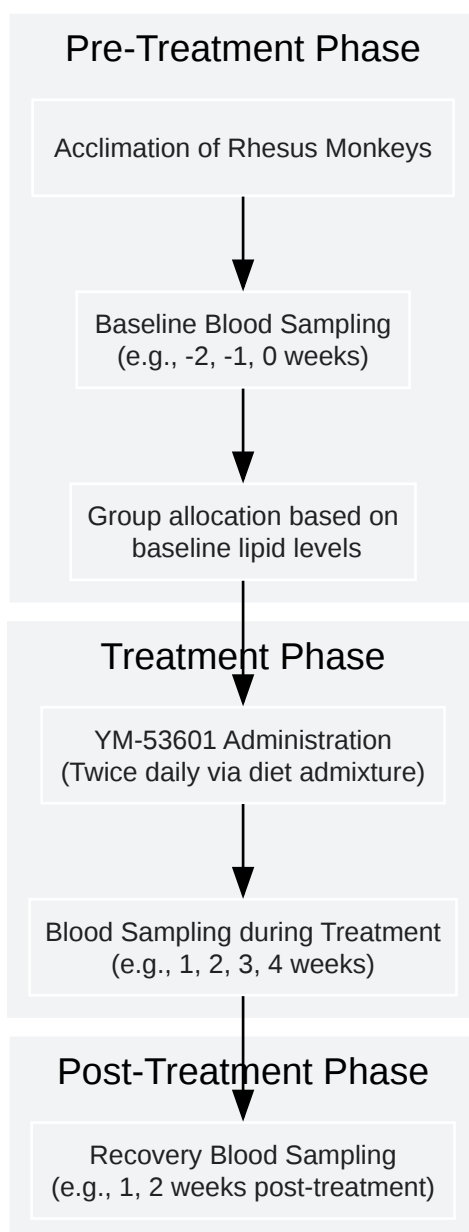 Pre-Treatment Phase
Acclimation of Rhesus Monkeys
Baseline Blood Sampling
(e.g., -2, -1, 0 weeks)
Group allocation based on
baseline lipid levels
Treatment Phase
YM-53601 Administration
(Twice daily via diet admixture)
Blood Sampling during Treatment
(e.g., 1, 2, 3, 4 weeks)
Post-Treatment Phase
Recovery Blood Sampling
(e.g., 1, 2 weeks post-treatment)